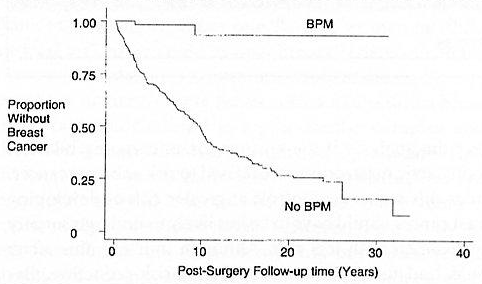 1.00
BPM
0.75
Proportion
Without
Breast
Cancer
0.50
0.25
No BPM
0
0 10 20 30 40
Post-Surgery Follow-up time (Years)